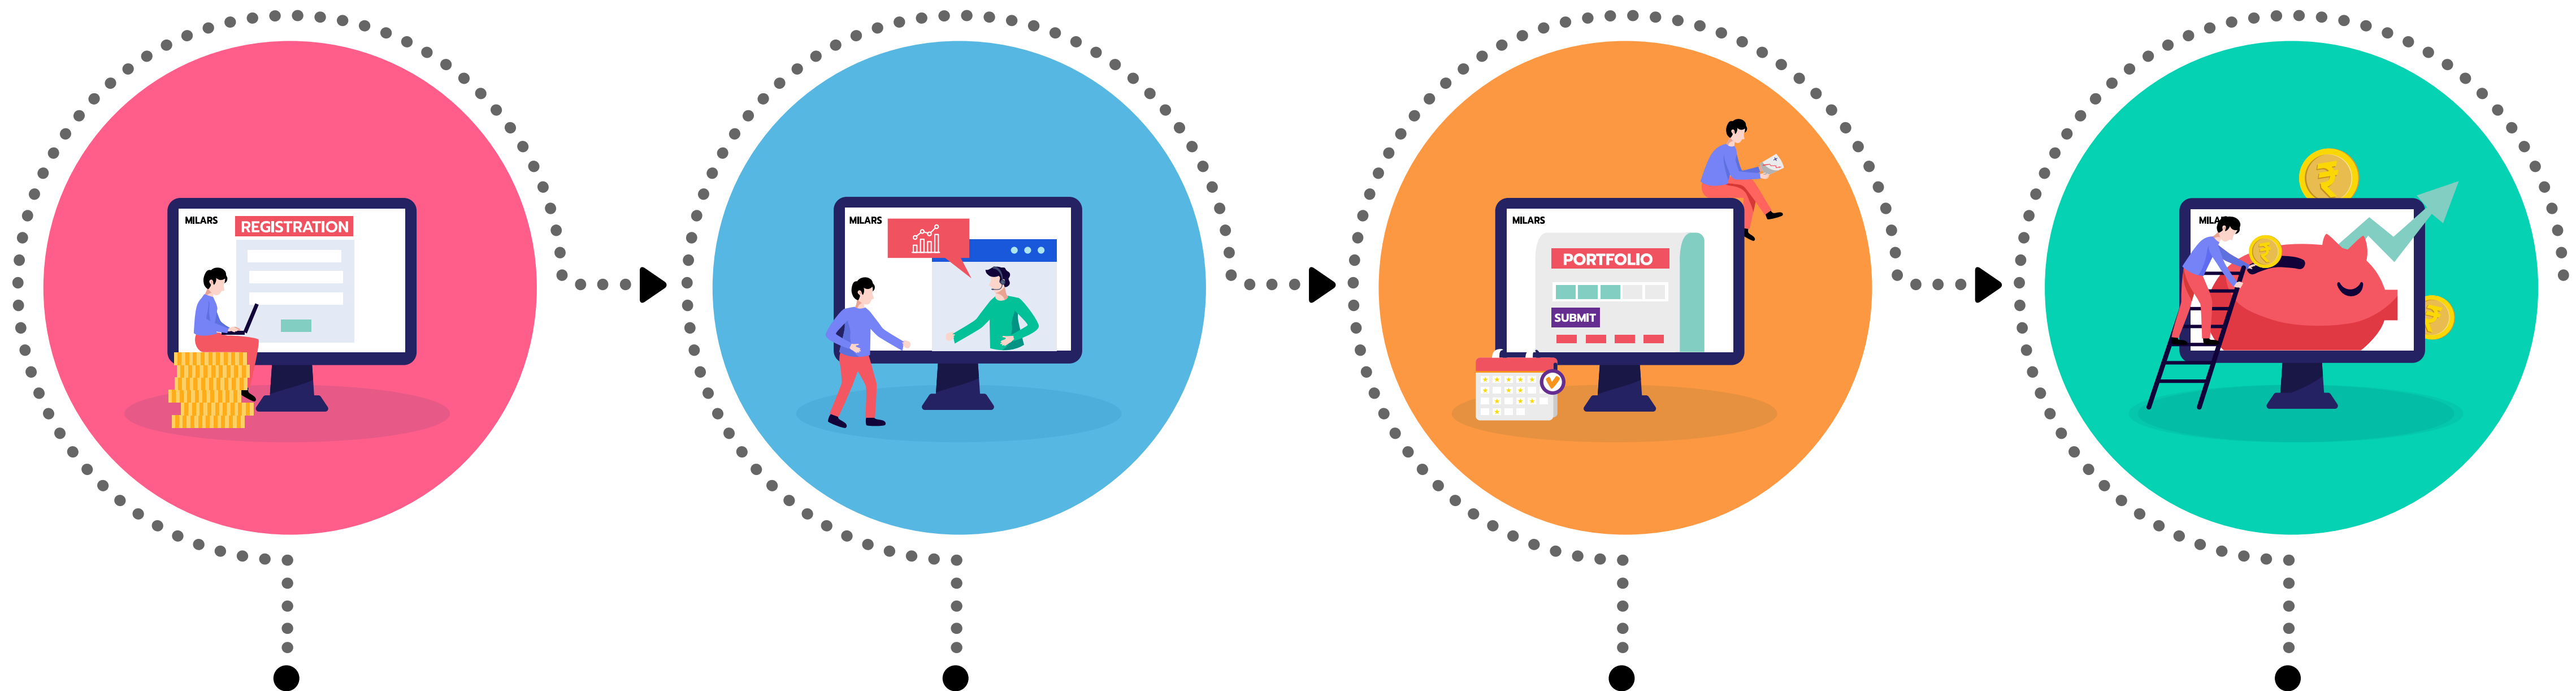 MILARS
REGISTRATION
MILARS
MILARS
PORTFOLIO
SUBMIT
₹
₹
₹